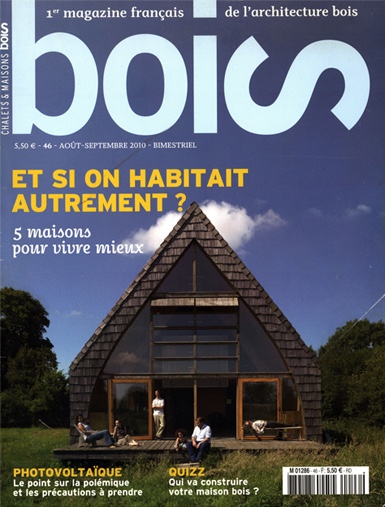 1er magazine français de l'architecture bois
bois
CHALETS & MAISONS BOIS
5,50 € - 46 - AOÛT-SEPTEMBRE 2010 - BIMESTRIEL
ET SI ON HABITAIT
AUTREMENT ?
5 maisons
pour vivre mieux
PHOTOVOLTAÏQUE
Le point sur la polémique
et les précautions à prendre
QUIZZ
Qui va construire
votre maison bois ?
M 01286 - 46 - F: 5,50 € - RD